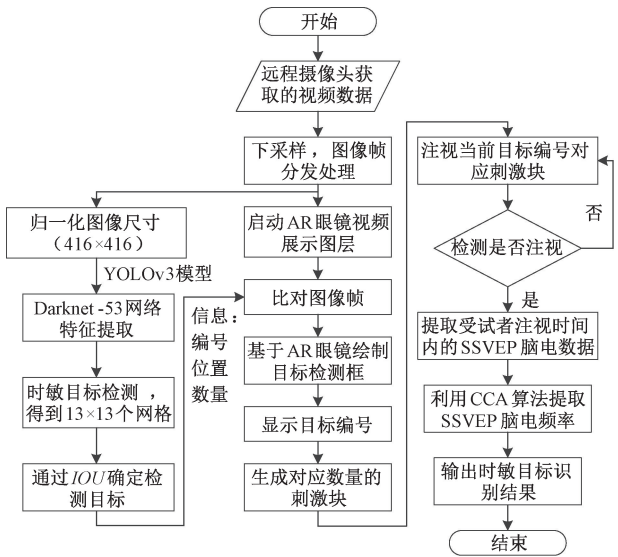 开始
远程摄像头获
取的视频数据
下采样，图像帧
分发处理
归一化图像尺寸
（416×416）
YOLOv3模型
Darknet-53网络
特征提取
时敏目标检测，
得到13×13个网格
通过IOU确定检
测目标
信息：
编号
位置
数量
启动AR眼镜视频
展示图层
比对图像帧
基于AR眼镜绘制
目标检测框
显示目标编号
生成对应数量的
刺激块
注视当前目标编号对
应刺激块
检测是否注视
否
是
提取受试者注视时间
内的SSVEP脑电数据
利用CCA算法提取
SSVEP脑电频率
输出时敏目标识
别结果
结束